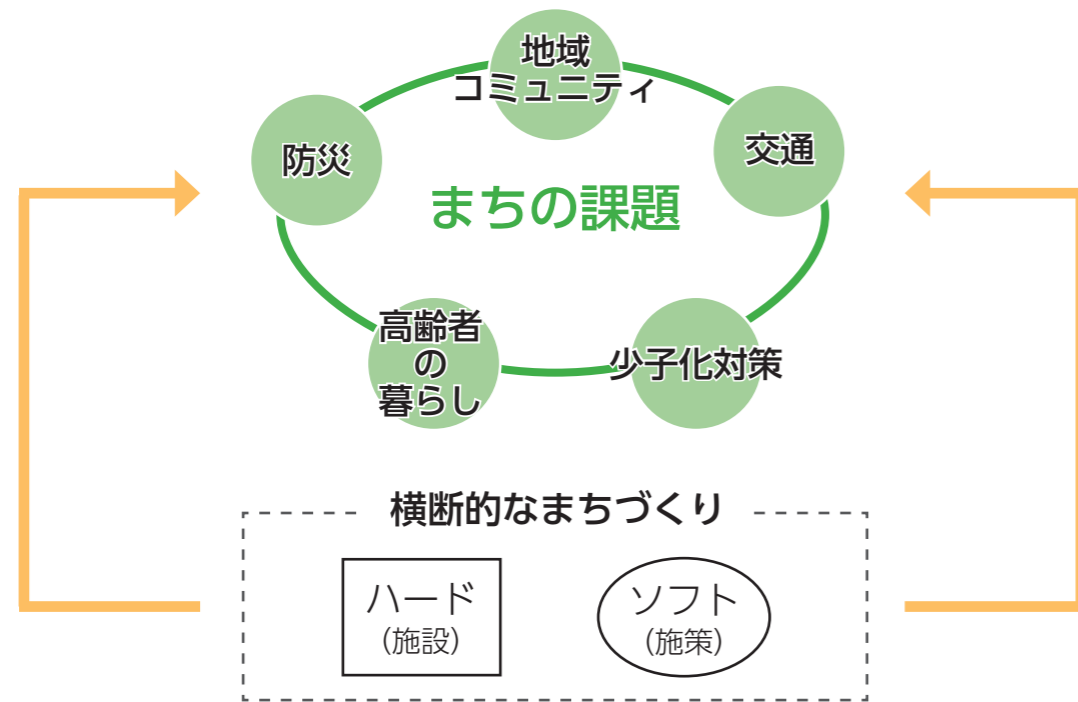 地域
コミュニティ
防災
交通
まちの課題
高齢者
の
暮らし
少子化対策
横断的なまちづくり
ハード
(施設)
ソフト
(施策)